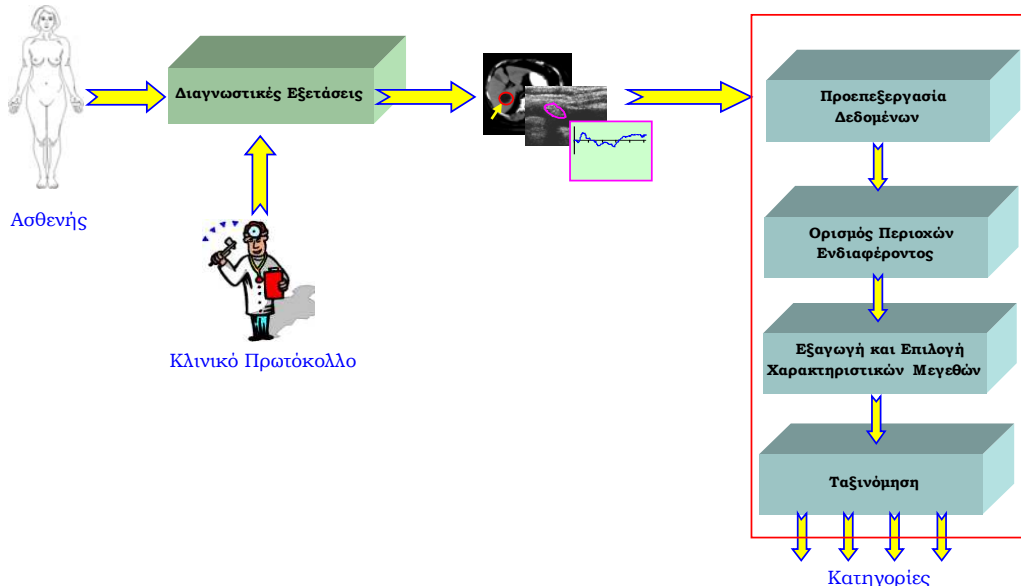 Ασθενής
Διαγνωστικές Εξετάσεις
Κλινικό Πρωτόκολλο
Προεπεξεργασία
Δεδομένων
Ορισμός Περιοχών
Ενδιαφέροντος
Εξαγωγή και Επιλογή
Χαρακτηριστικών Μεγεθών
Ταξινόμηση
Κατηγορίες